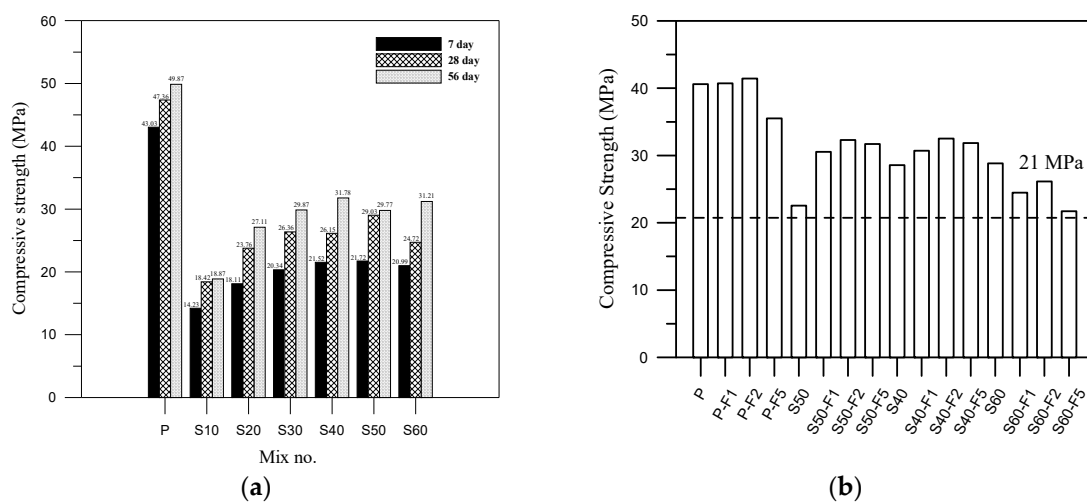 60
50
40
30
20
10
0
Compressive strength (MPa)
7 day
28 day
56 day
43.03
47.36
49.87
14.23
18.42
18.87
18.11
23.76
27.11
20.34
26.36
29.87
21.52
26.15
31.78
21.72
29.03
29.77
20.99
24.72
31.21
P
S10
S20
S30
S40
S50
S60
Mix no.
(a)
50
40
30
20
10
0
Compressive Strength (MPa)
21 MPa
P
P-F1
P-F2
P-F5
S50
S50-F1
S50-F2
S50-F5
S40
S40-F1
S40-F2
S40-F5
S60
S60-F1
S60-F2
S60-F5
(b)